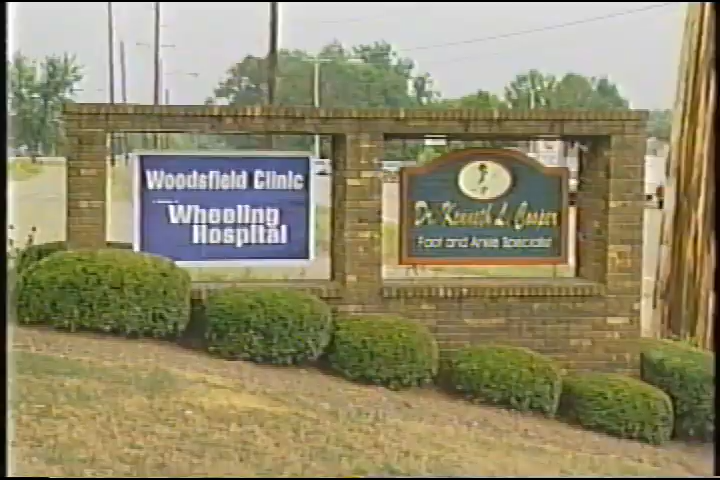 Woodsfield Clinic
Wheeling
Hospital
Dr. Kenneth L. Cooper
Foot and Ankle Specialist